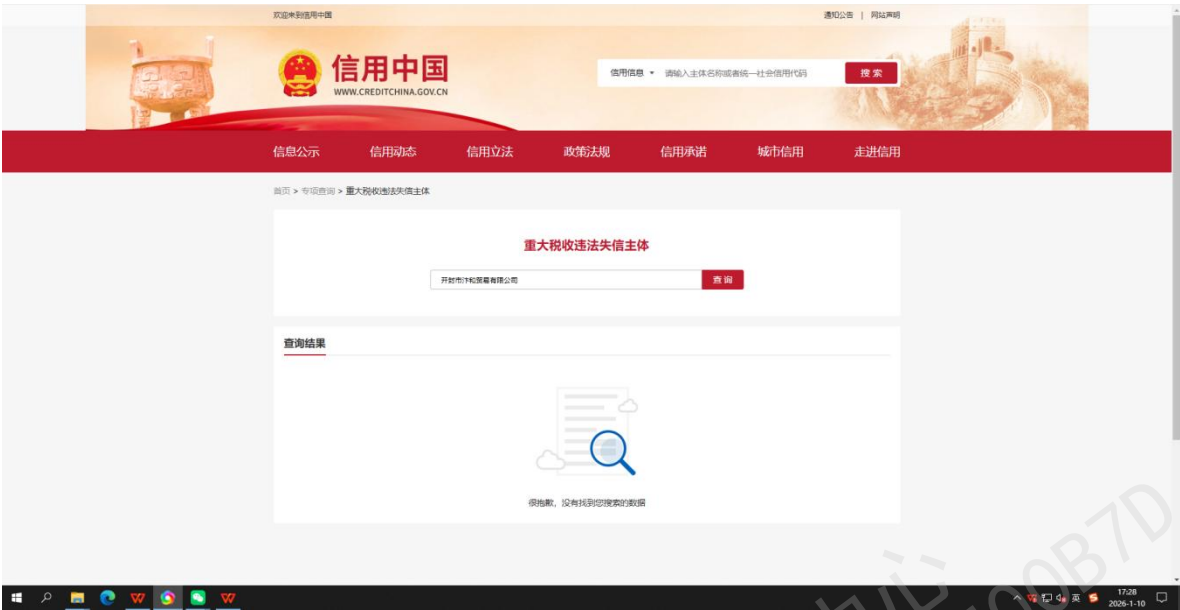 欢迎来到信用中国
通知公告 | 网站声明
信用中国
WWW.CREDITCHINA.GOV.CN
信用信息 请输入主体名称或者统一社会信用代码 搜索
信息公示 信用动态 信用立法 政策法规 信用承诺 城市信用 走进信用
首页 > 专项查询 > 重大税收违法失信主体
重大税收违法失信主体
开封市汴和贸易有限公司 查询
查询结果
很抱歉，没有找到您搜索的数据
中心
00B7D
英
17:28
2026-1-10